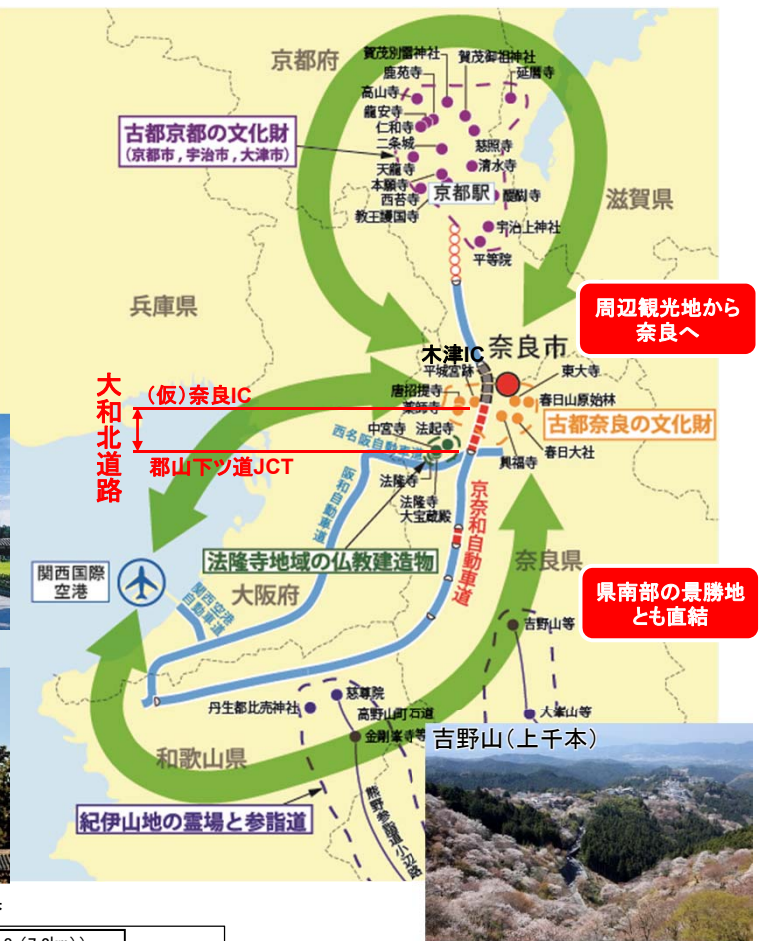 京都府
賀茂別雷神社
賀茂御祖神社
鹿苑寺
延暦寺
高山寺
龍安寺
仁和寺
二条城
慈照寺
古都京都の文化財
(京都市,宇治市,大津市)
天龍寺
清水寺
本願寺
京都駅
西芳寺
醍醐寺
教王護国寺
滋賀県
宇治上神社
平等院
兵庫県
周辺観光地から
奈良へ
木津IC
奈良市
平城宮跡
東大寺
大和北道路
(仮)奈良IC
唐招提寺
薬師寺
春日山原始林
古都奈良の文化財
中宮寺
法起寺
西名阪自動車道
春日大社
興福寺
郡山下ツ道JCT
法隆寺
阪和自動車道
法隆寺
大宝蔵殿
京奈和自動車道
法隆寺地域の仏教建造物
奈良県
関西国際
空港
大阪府
関西空港
自動車道
県南部の景勝地
とも直結
吉野山等
慈尊院
丹生都比売神社
高野山町石道
大峯山等
金剛峯寺等
和歌山県
吉野山(上千本)
紀伊山地の霊場と参詣道
熊野参詣道小辺路